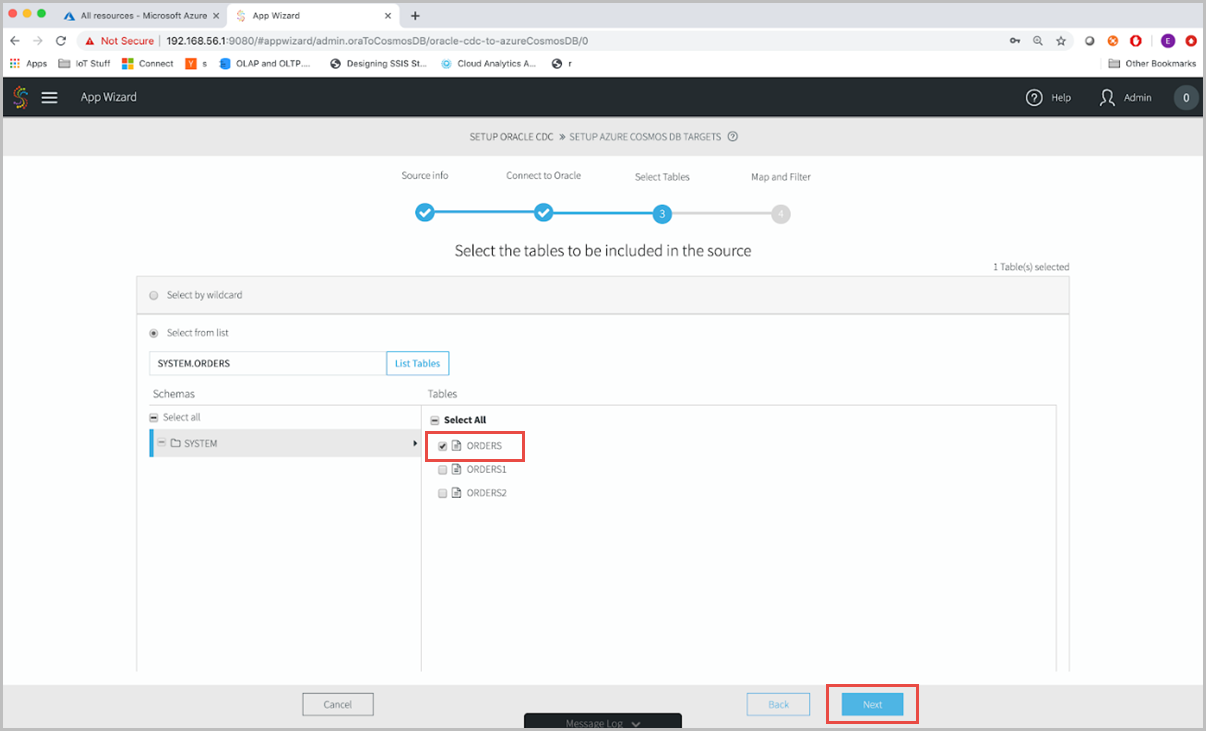 All resources - Microsoft Azure
App Wizard
Not Secure | 192.168.56.1:9080/#appwizard/admin.oraToCosmosDB/oracle-cdc-to-azureCosmosDB/0
Apps IoT Stuff Connect s OLAP and OLTP.... Designing SSIS St... Cloud Analytics A... r Other Bookmarks
App Wizard Help Admin 0
SETUP ORACLE CDC » SETUP AZURE COSMOS DB TARGETS ?
Source info Connect to Oracle Select Tables Map and Filter
3 4
Select the tables to be included in the source
1 Table(s) selected
Select by wildcard
Select from list
SYSTEM.ORDERS List Tables
Schemas Tables
Select all Select All
SYSTEM ORDERS
ORDERS1
ORDERS2
Cancel Back Next
Message Log